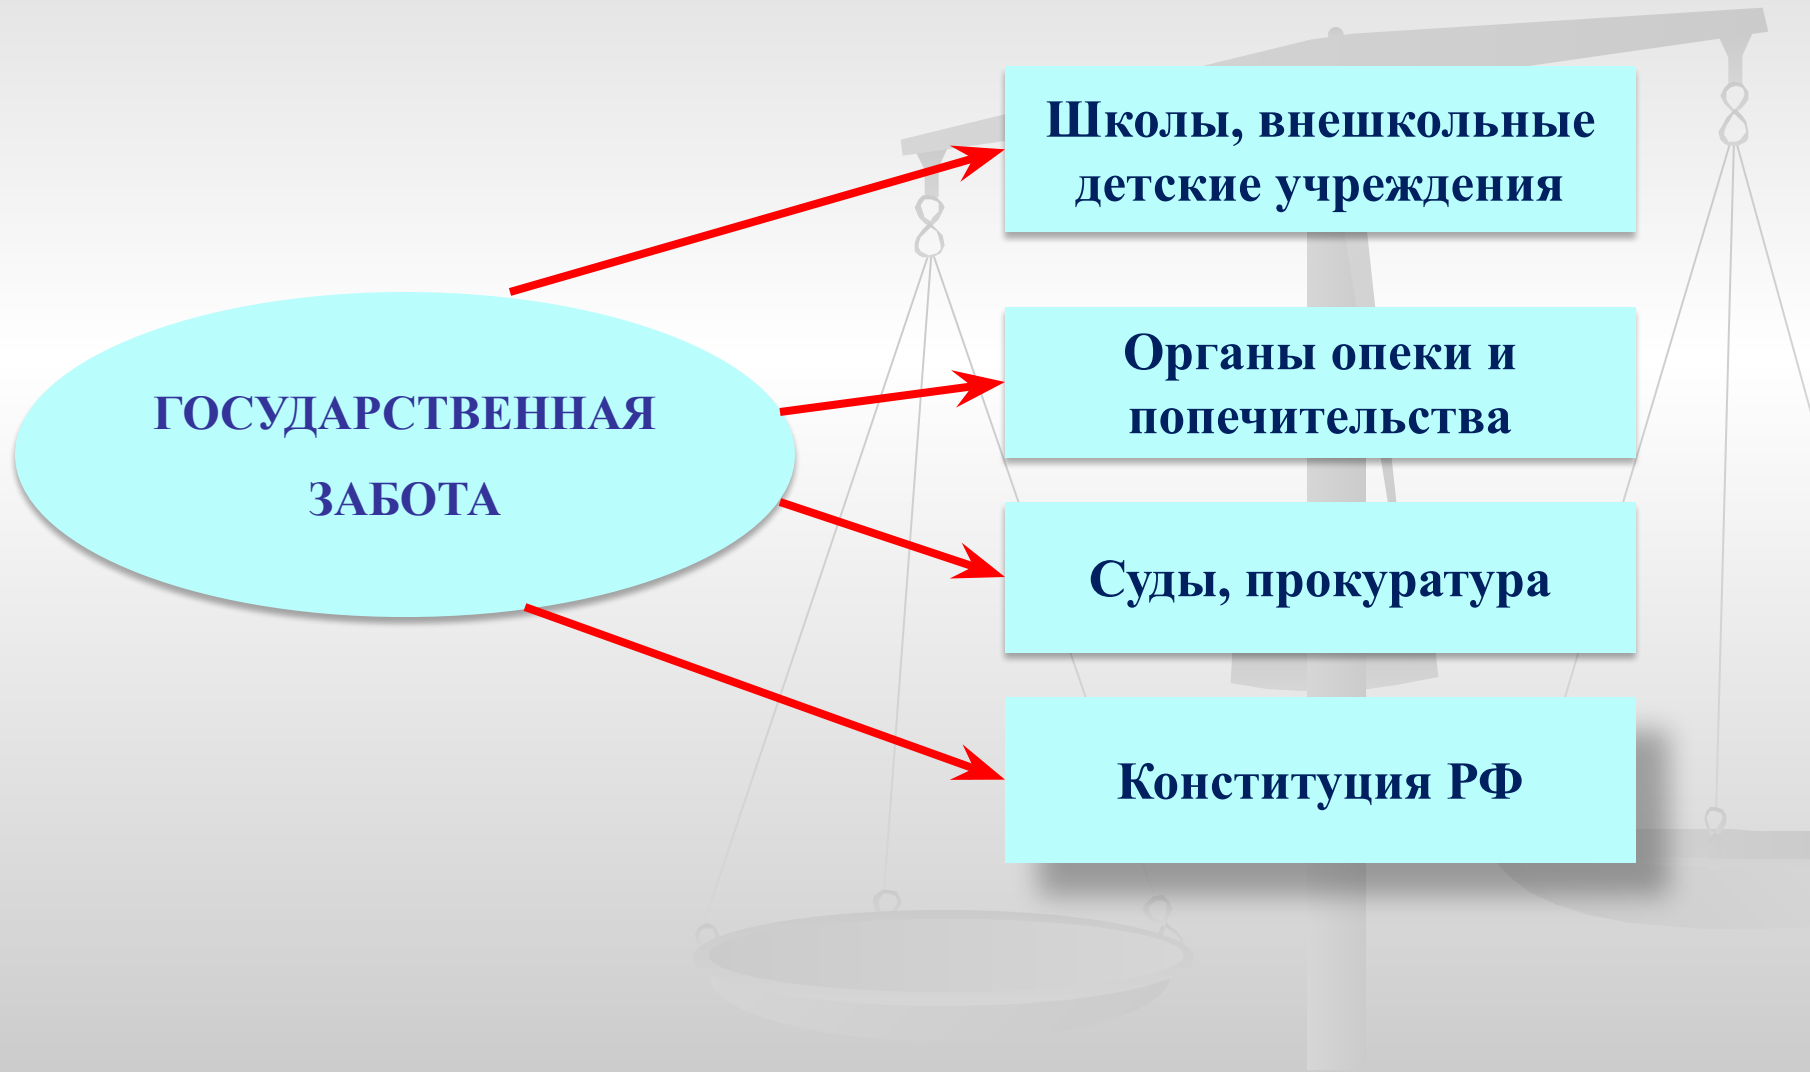 ГОСУДАРСТВЕННАЯ
ЗАБОТА
Школы, внешкольные
детские учреждения
Органы опеки и
попечительства
Суды, прокуратура
Конституция РФ